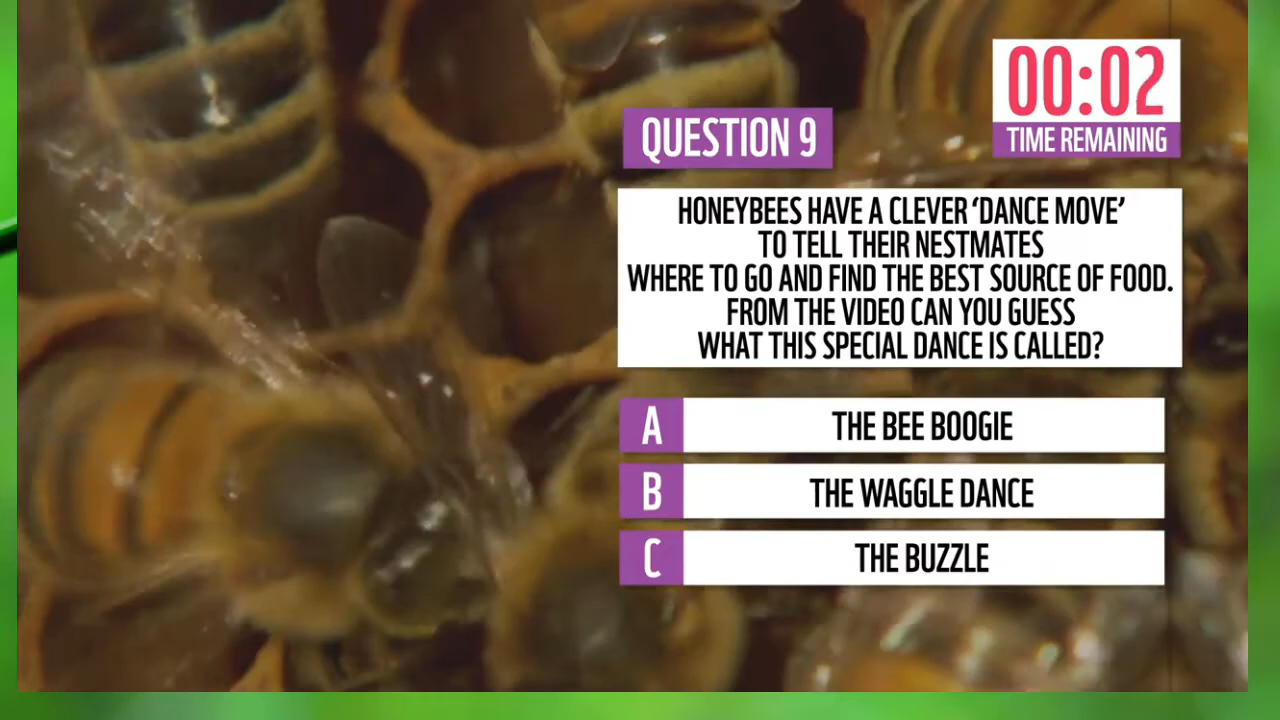 00:02
TIME REMAINING
QUESTION 9
HONEYBEES HAVE A CLEVER ‘DANCE MOVE’
TO TELL THEIR NESTMATES
WHERE TO GO AND FIND THE BEST SOURCE OF FOOD.
FROM THE VIDEO CAN YOU GUESS
WHAT THIS SPECIAL DANCE IS CALLED?
A THE BEE BOOGIE
B THE WAGGLE DANCE
C THE BUZZLE